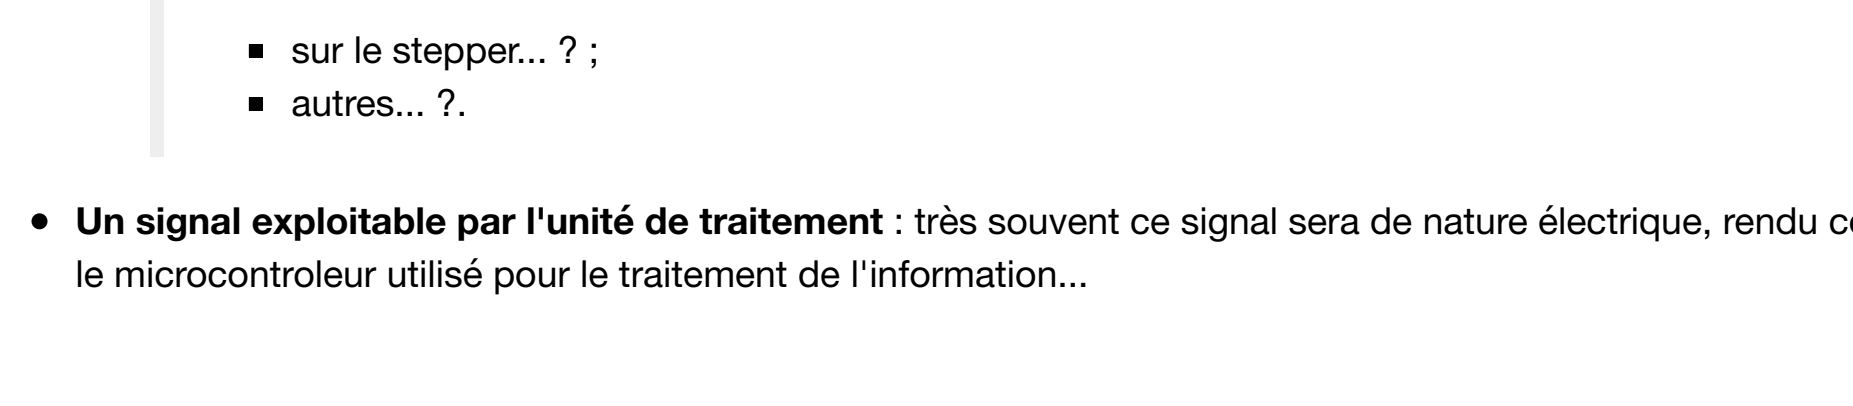 sur le stepper... ? ;
autres... ?.
Un signal exploitable par l'unité de traitement : très souvent ce signal sera de nature électrique, rendu
le microcontroleur utilisé pour le traitement de l'information...